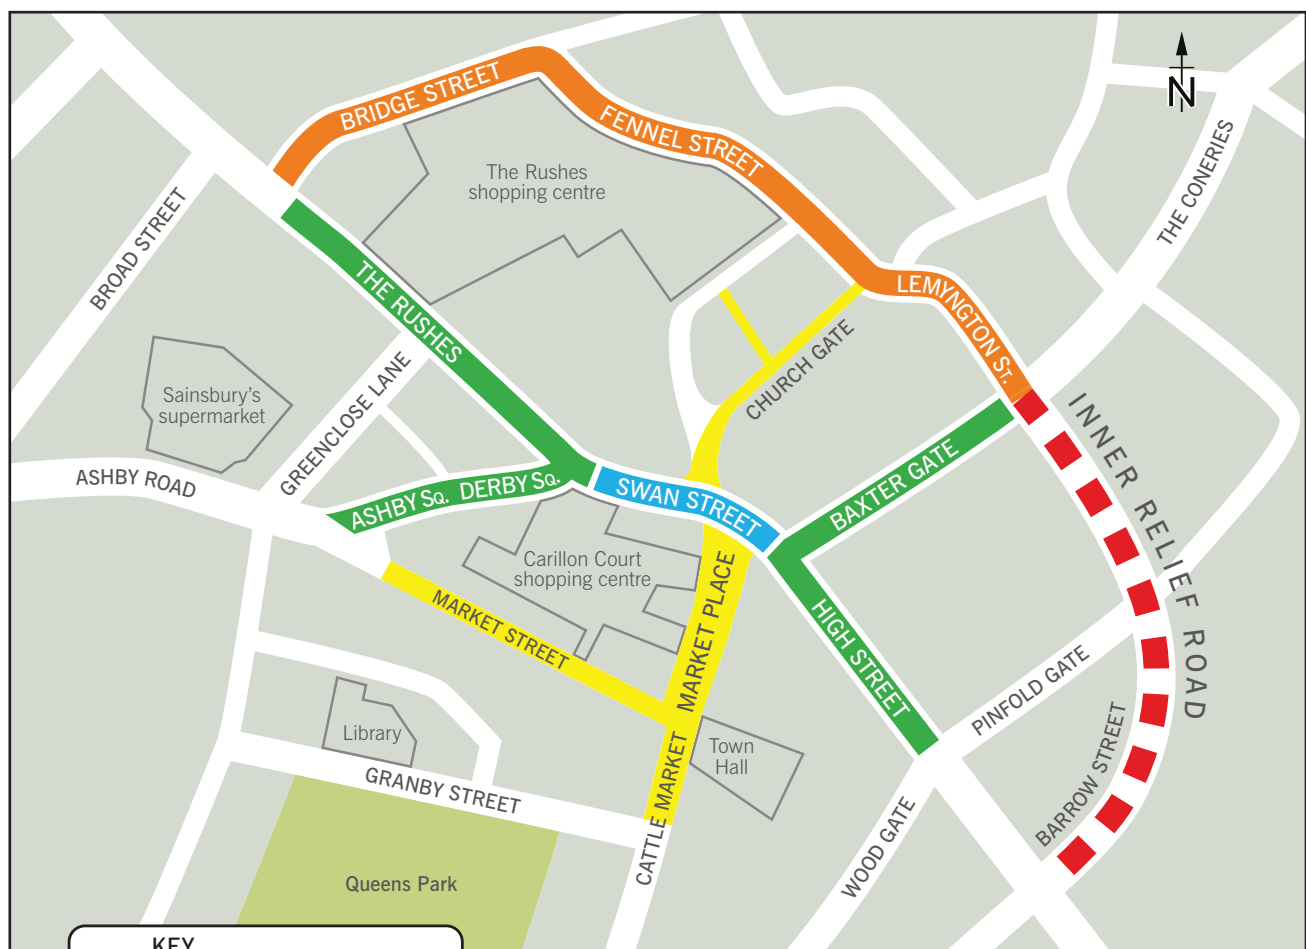 BRIDGE STREET
FENNEL STREET
N
The Rushes
shopping centre
THE CONERIES
BROAD STREET
THE RUSHES
LEMYNGTON ST.
CHURCH GATE
Sainsbury's
supermarket
GREENCLOSE LANE
INNER RELIEF ROAD
ASHBY ROAD
ASHBY SQ.
DERBY SQ.
SWAN STREET
BAXTER GATE
Carillon Court
shopping centre
MARKET PLACE
MARKET STREET
HIGH STREET
PINFOLD GATE
Library
Town
Hall
GRANBY STREET
CATTLE MARKET
BARROW STREET
WOOD GATE
Queens Park
KEY